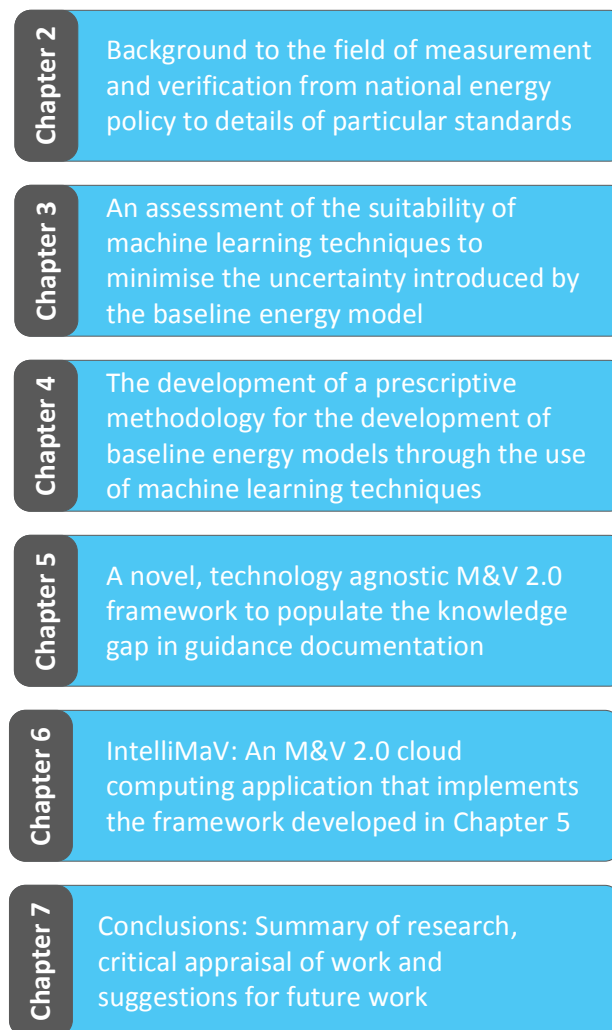 Chapter 2
Background to the field of measurement
and verification from national energy
policy to details of particular standards
Chapter 3
An assessment of the suitability of
machine learning techniques to
minimise the uncertainty introduced by
the baseline energy model
Chapter 4
The development of a prescriptive
methodology for the development of
baseline energy models through the use
of machine learning techniques
Chapter 5
A novel, technology agnostic M&V 2.0
framework to populate the knowledge
gap in guidance documentation
Chapter 6
IntelliMaV: An M&V 2.0 cloud
computing application that implements
the framework developed in Chapter 5
Chapter 7
Conclusions: Summary of research,
critical appraisal of work and
suggestions for future work